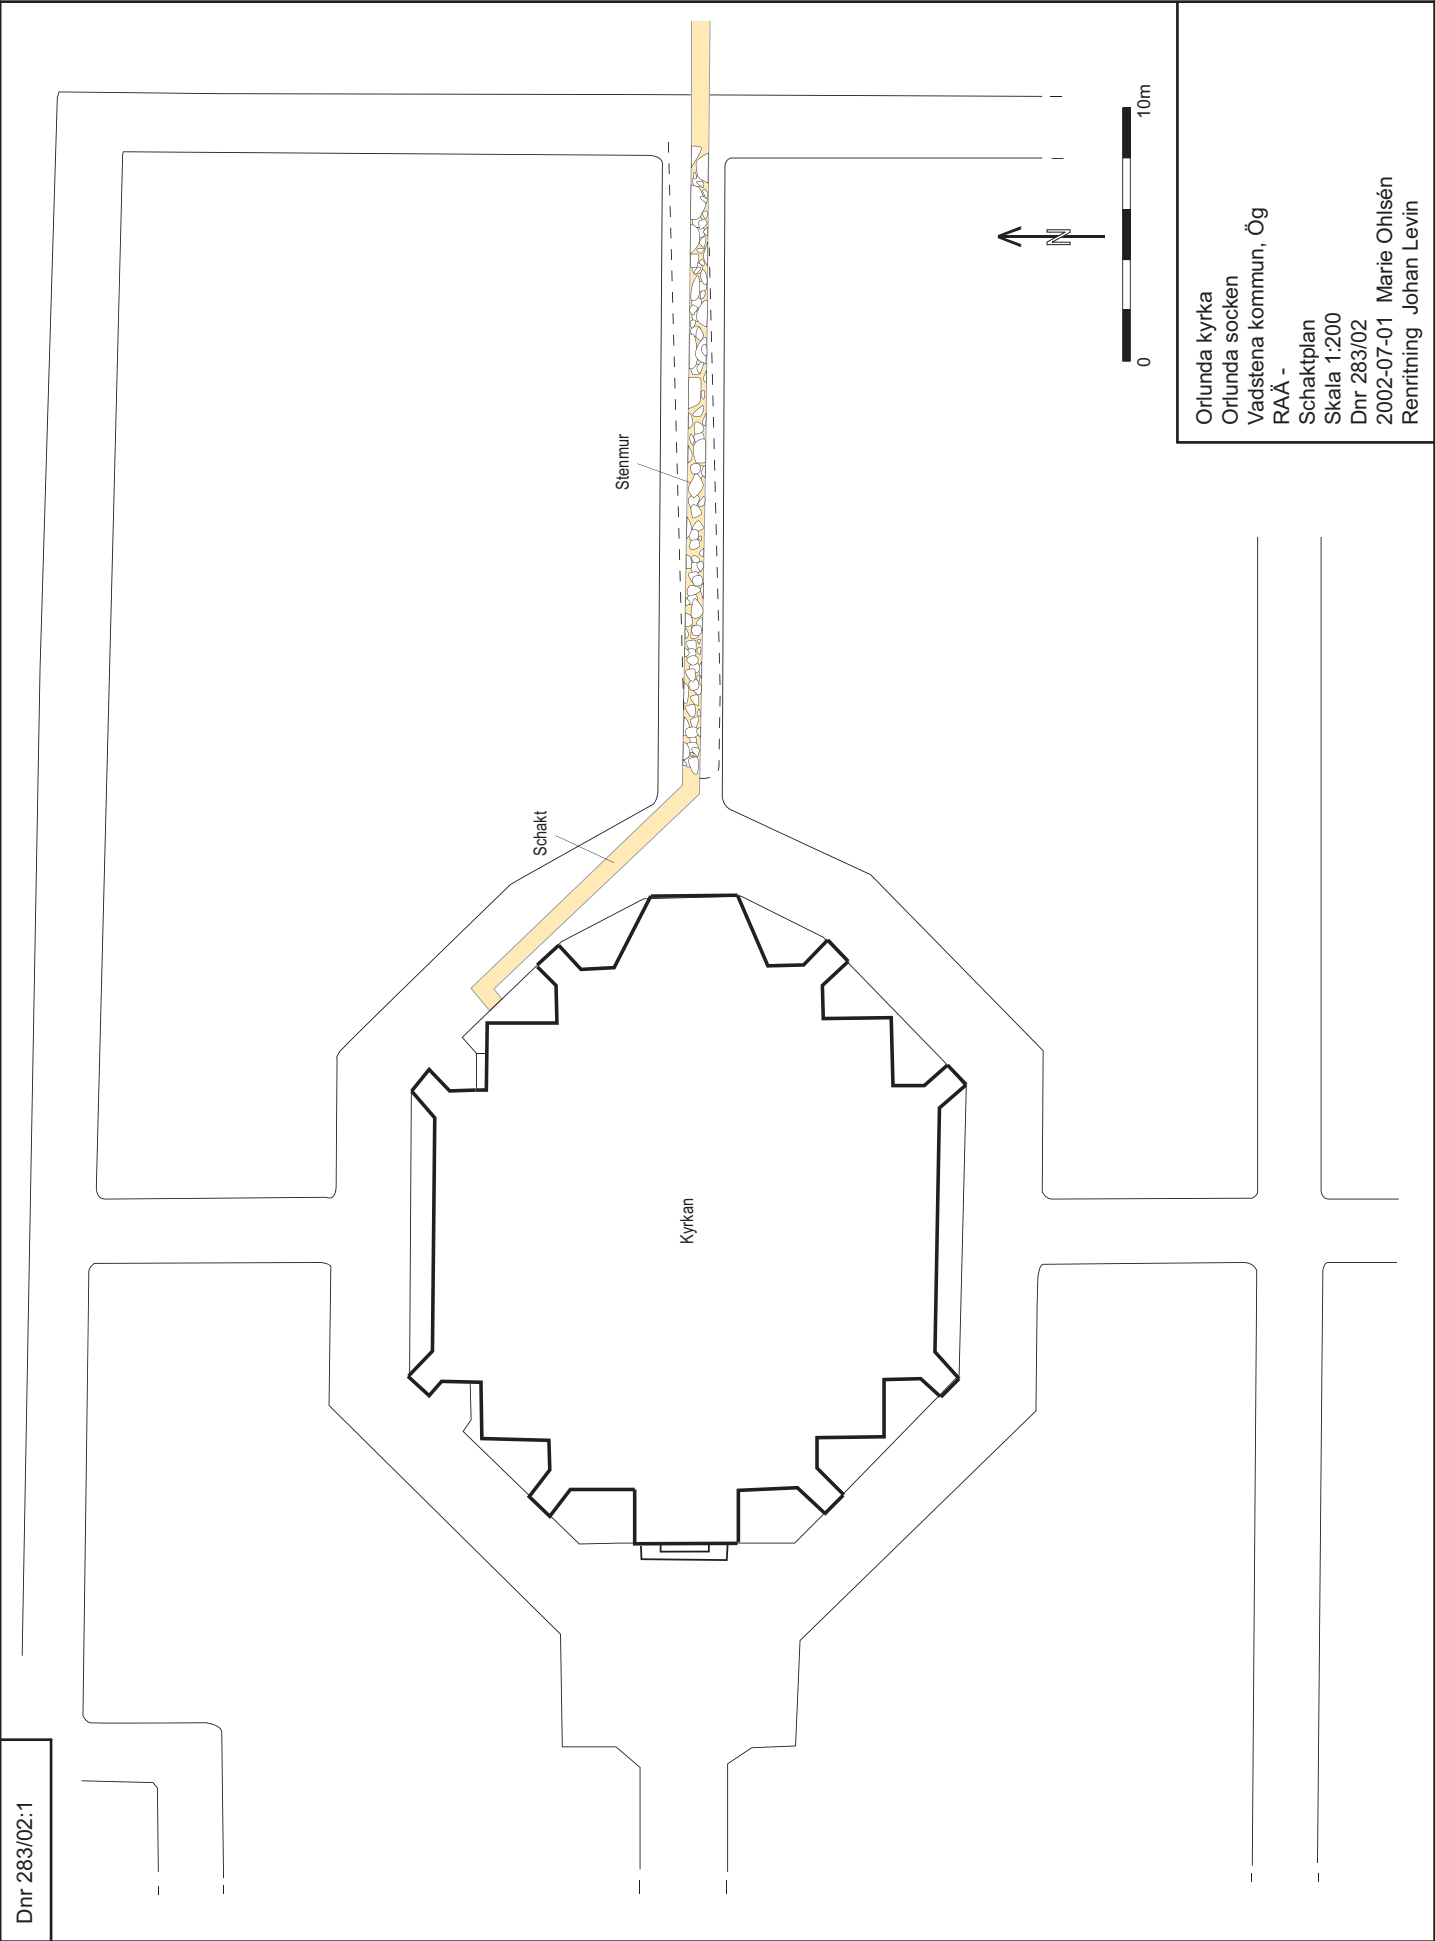 Dnr 283/02:1
Schakt
Stenmur
Kyrkan
N
0
10m
Orlunda kyrka
Orlunda socken
Vadstena kommun, Ög
RAÄ -
Schaktplan
Skala 1:200
Dnr 283/02
2002-07-01 Marie Ohlsén
Renritning Johan Levin